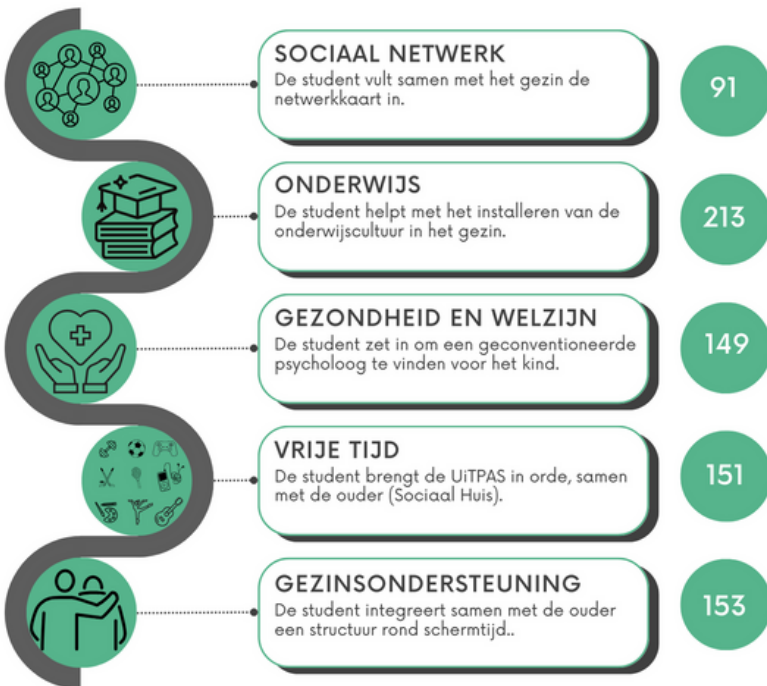 SOCIAAL NETWERK
De student vult samen met het gezin de
netwerkkaart in.
91
ONDERWIJS
De student helpt met het installeren van de
onderwijscultuur in het gezin.
213
GEZONDHEID EN WELZIJN
De student zet in om een geconventioneerde
psycholoog te vinden voor het kind.
149
VRIJE TIJD
De student brengt de UiTPAS in orde, samen
met de ouder (Sociaal Huis).
151
GEZINSONDERSTEUNING
De student integreert samen met de ouder
een structuur rond schermtijd..
153